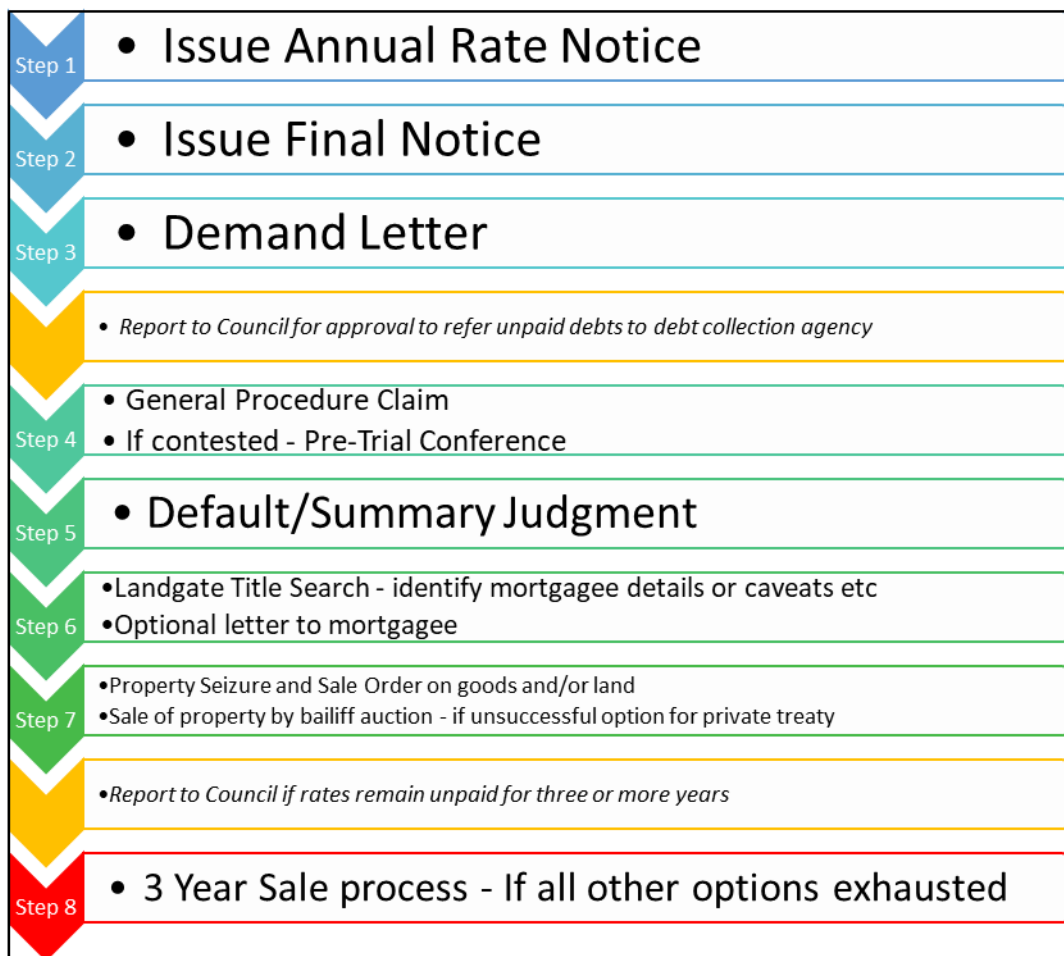 Step 1
• Issue Annual Rate Notice
Step 2
• Issue Final Notice
Step 3
• Demand Letter
• Report to Council for approval to refer unpaid debts to debt collection agency
Step 4
• General Procedure Claim
• If contested - Pre-Trial Conference
Step 5
• Default/Summary Judgment
Step 6
•Landgate Title Search - identify mortgagee details or caveats etc
•Optional letter to mortgagee
Step 7
•Property Seizure and Sale Order on goods and/or land
•Sale of property by bailiff auction - if unsuccessful option for private treaty
•Report to Council if rates remain unpaid for three or more years
Step 8
• 3 Year Sale process - If all other options exhausted